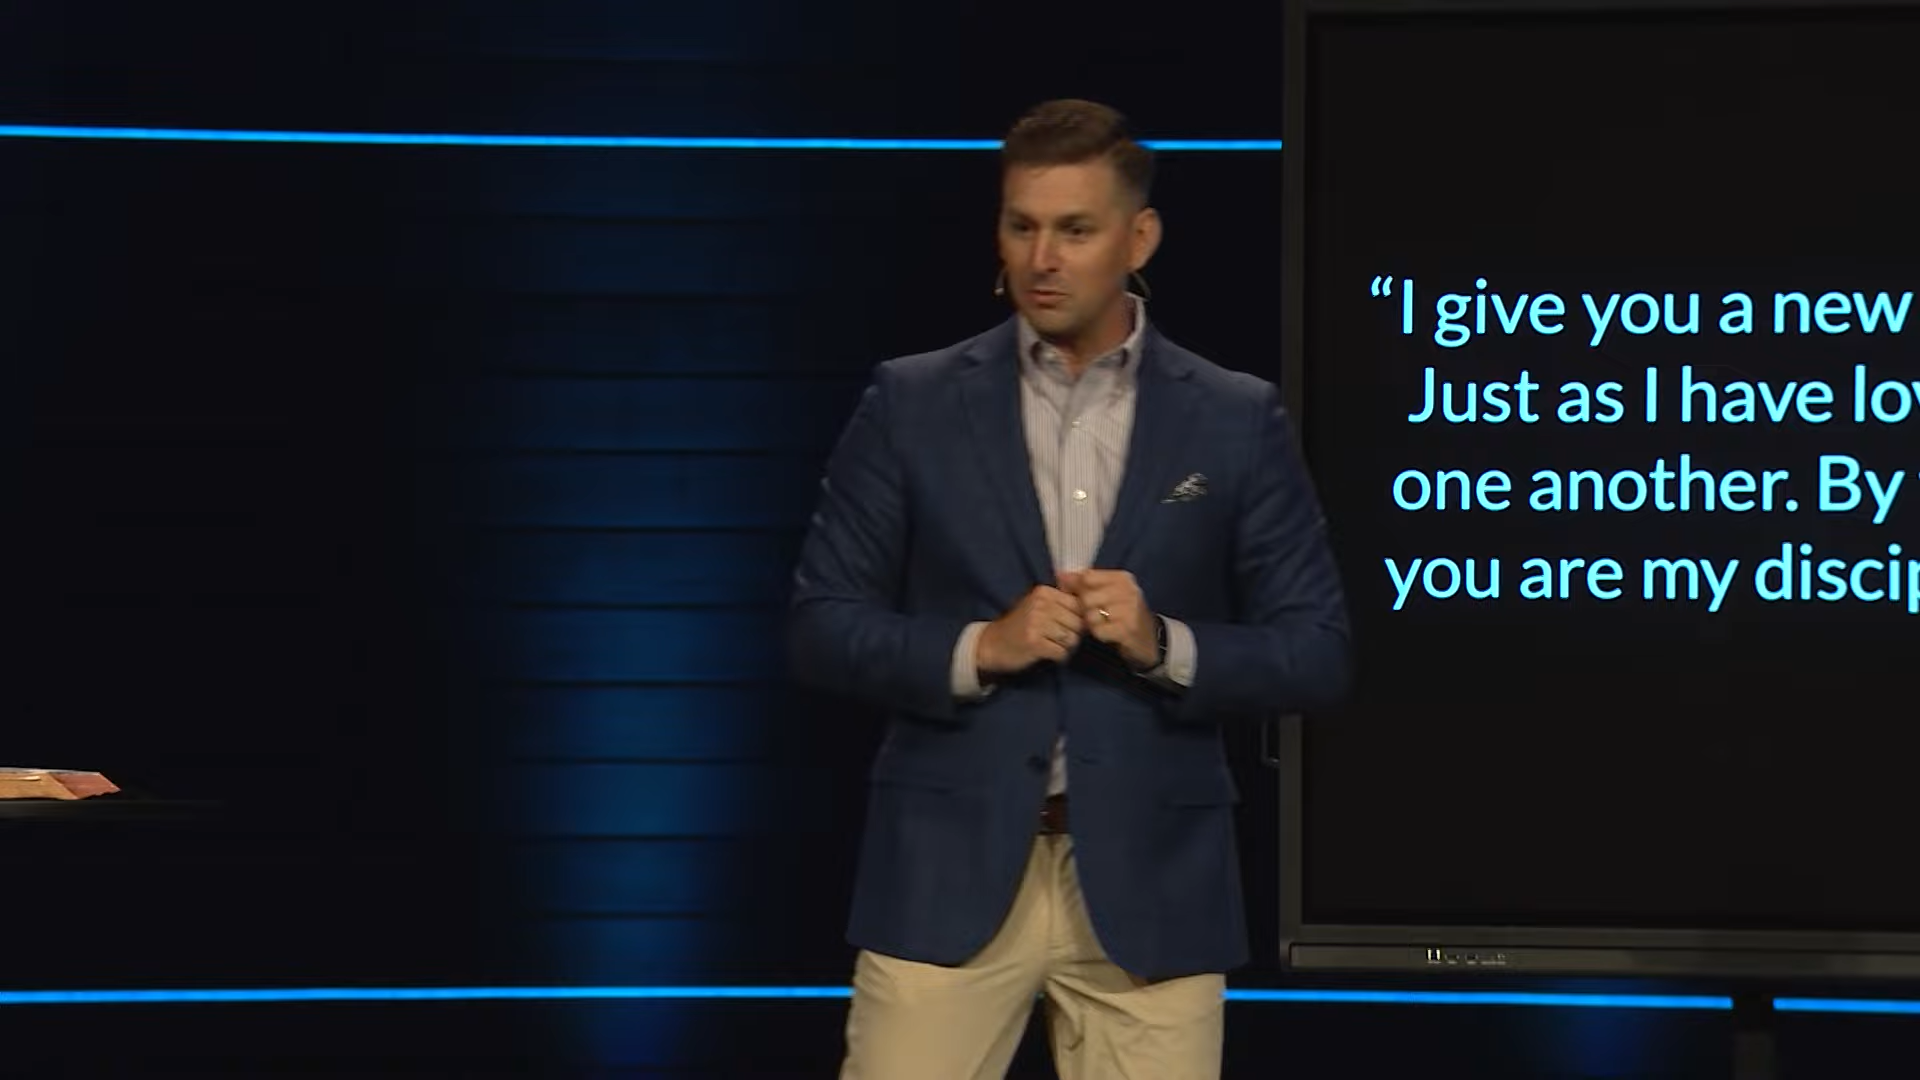 “I give you a new
Just as I have lov
one another. By
you are my discip